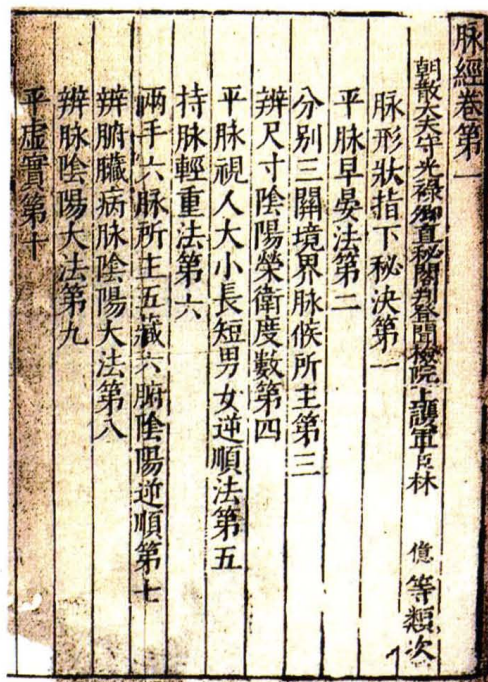 脉經卷第一
朝散大夫守光祿卿直秘閣判登聞檢院上護軍臣林　億等類次
脉形狀指下秘决第一
平脉早晏法第二
分别三關境界脉候所主第三
辨尺寸陰陽榮衛度數第四
平脉視人大小長短男女逆順法第五
持脉輕重法第六
兩手六脉所主五藏六腑陰陽逆順第七
辨腑臟病脉陰陽大法第八
辨脉陰陽大法第九
平虛實第十